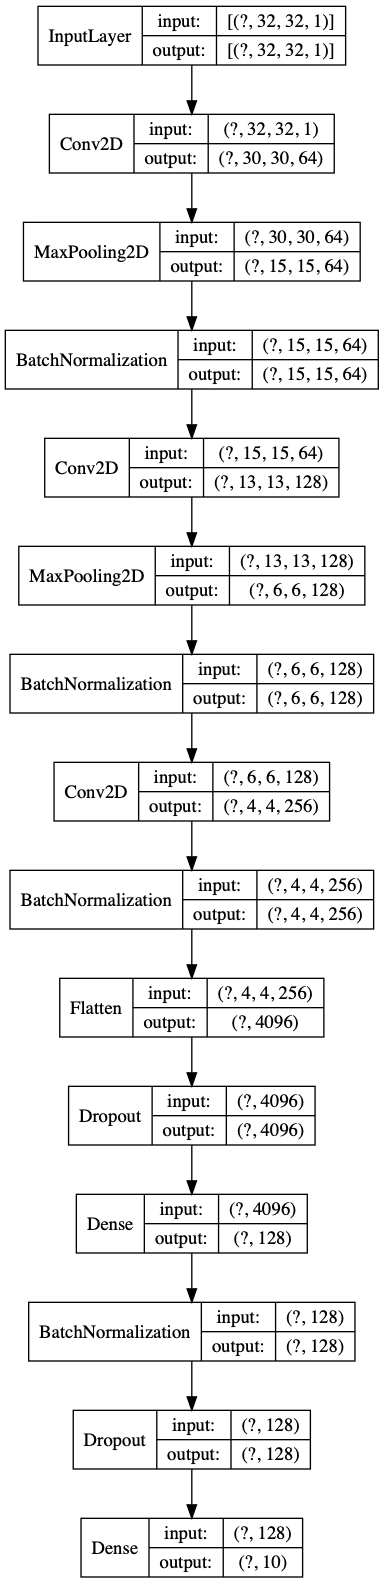 InputLayer input: [(?, 32, 32, 1)]
output: [(?, 32, 32, 1)]
Conv2D input: (?, 32, 32, 1)
output: (?, 30, 30, 64)
MaxPooling2D input: (?, 30, 30, 64)
output: (?, 15, 15, 64)
BatchNormalization input: (?, 15, 15, 64)
output: (?, 15, 15, 64)
Conv2D input: (?, 15, 15, 64)
output: (?, 13, 13, 128)
MaxPooling2D input: (?, 13, 13, 128)
output: (?, 6, 6, 128)
BatchNormalization input: (?, 6, 6, 128)
output: (?, 6, 6, 128)
Conv2D input: (?, 6, 6, 128)
output: (?, 4, 4, 256)
BatchNormalization input: (?, 4, 4, 256)
output: (?, 4, 4, 256)
Flatten input: (?, 4, 4, 256)
output: (?, 4096)
Dropout input: (?, 4096)
output: (?, 4096)
Dense input: (?, 4096)
output: (?, 128)
BatchNormalization input: (?, 128)
output: (?, 128)
Dropout input: (?, 128)
output: (?, 128)
Dense input: (?, 128)
output: (?, 10)